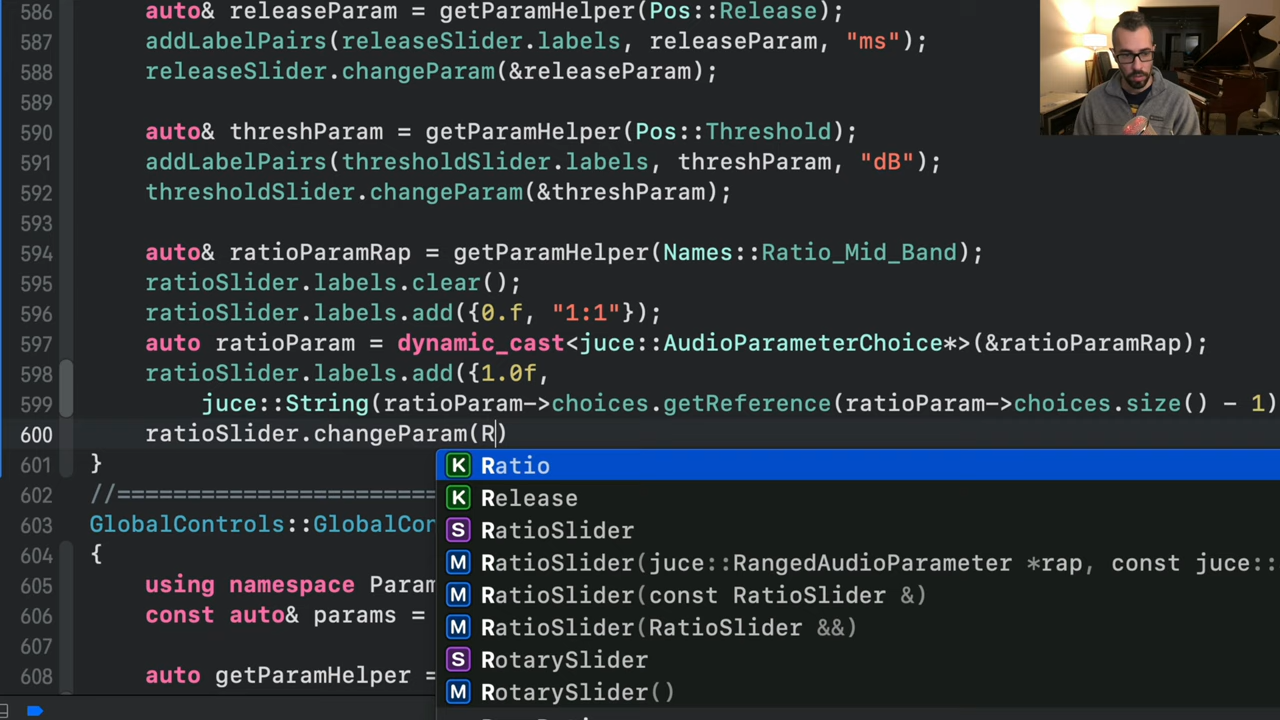 586 auto& releaseParam = getParamHelper(Pos::Release);
587 addLabelPairs(releaseSlider.labels, releaseParam, "ms");
588 releaseSlider.changeParam(&releaseParam);
589
590 auto& threshParam = getParamHelper(Pos::Threshold);
591 addLabelPairs(thresholdSlider.labels, threshParam, "dB");
592 thresholdSlider.changeParam(&threshParam);
593
594 auto& ratioParamRap = getParamHelper(Names::Ratio_Mid_Band);
595 ratioSlider.labels.clear();
596 ratioSlider.labels.add({0.f, "1:1"});
597 auto ratioParam = dynamic_cast<juce::AudioParameterChoice*>(&ratioParamRap);
598 ratioSlider.labels.add({1.0f,
599 juce::String(ratioParam->choices.getReference(ratioParam->choices.size() - 1)
600 ratioSlider.changeParam(R)
601 }
K Ratio
K Release
S RatioSlider
M RatioSlider(juce::RangedAudioParameter *rap, const juce::
M RatioSlider(const RatioSlider &)
M RatioSlider(RatioSlider &&)
S RotarySlider
M RotarySlider()
602 //========================
603 GlobalControls::GlobalCon
604 {
605 using namespace Param
606 const auto& params =
607
608 auto getParamHelper =